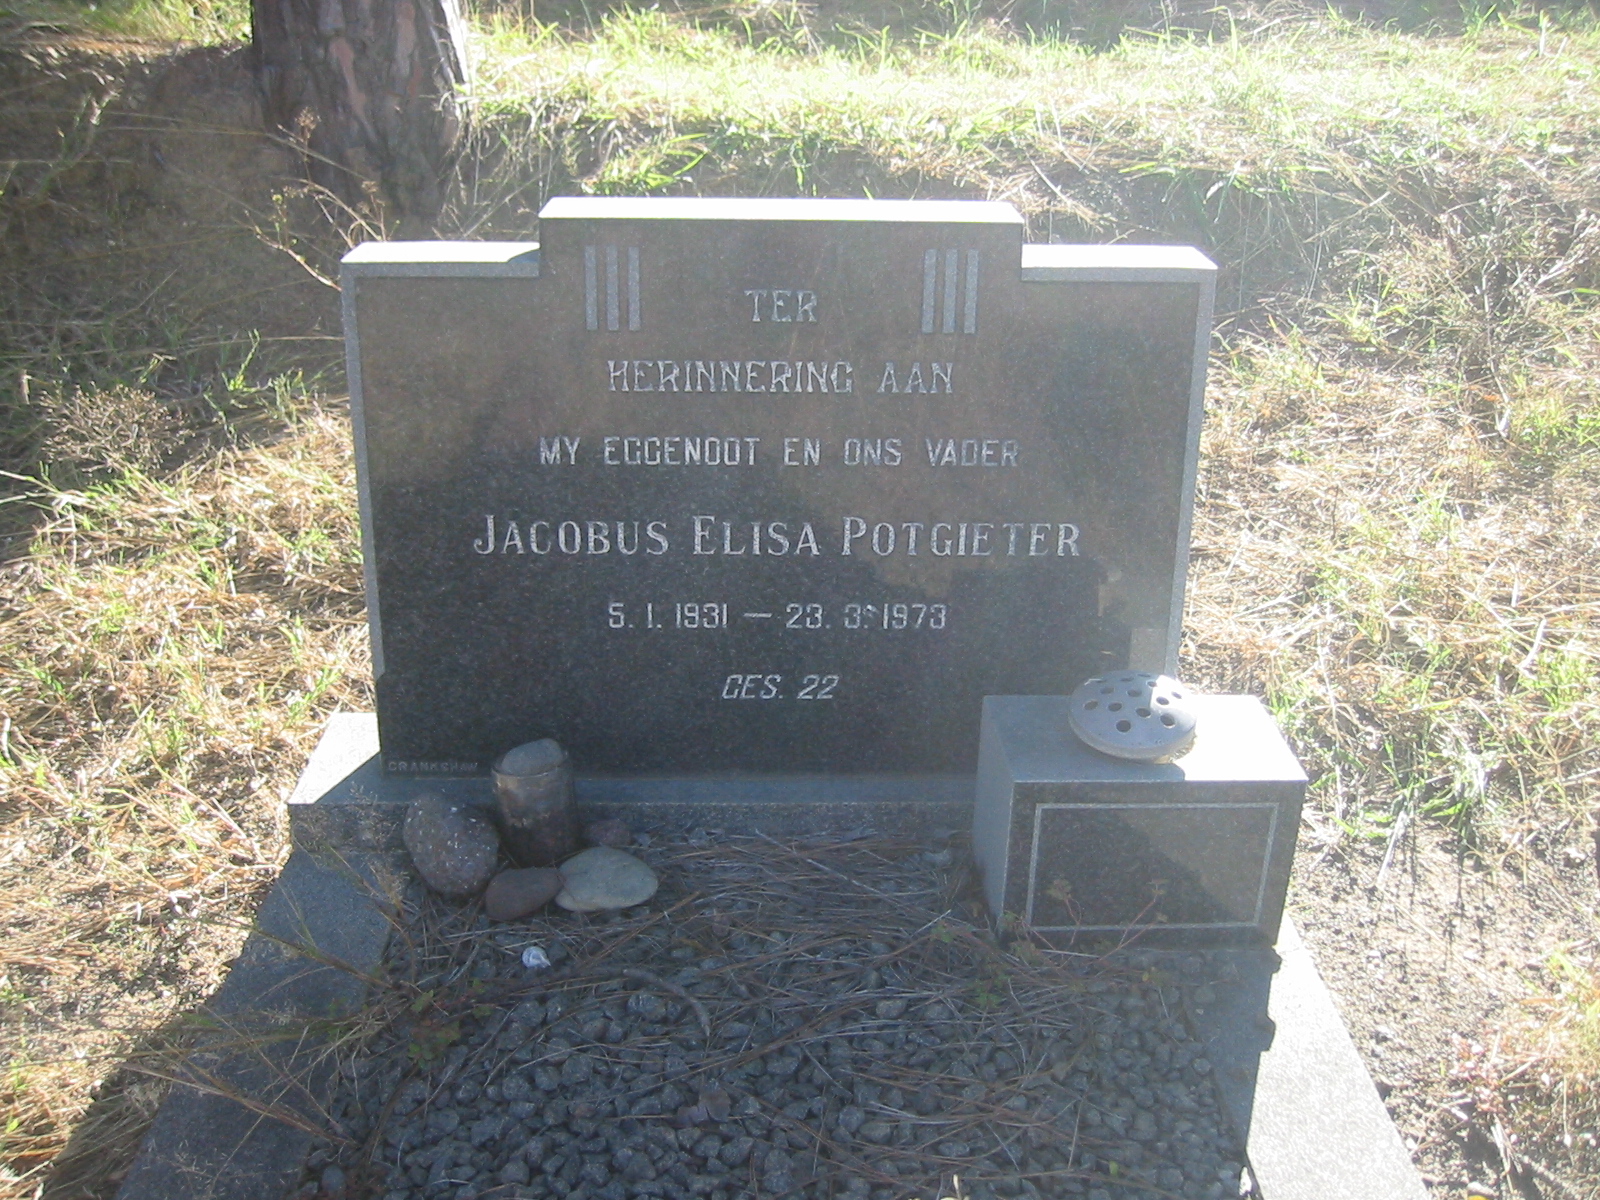 TER
HERINNERING AAN
MY EGGENOOT EN ONS VADER
JACOBUS ELISA POTGIETER
5. 1. 1931 — 23. 3. 1973
GES. 22
CRANKSHAW